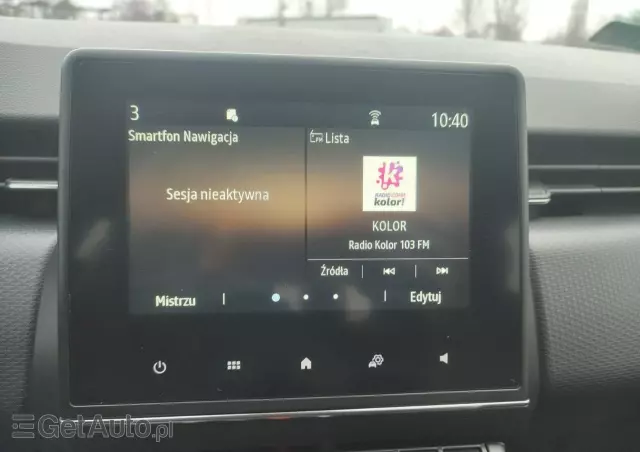 3
10:40
Smartfon Nawigacja
Lista
Sesja nieaktywna
kolor!
KOLOR
Radio Kolor 103 FM
Źródła
Mistrzu
Edytuj
GetAuto.pl